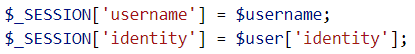 $_SESSION['username'] = $username;
$_SESSION['identity'] = $user['identity'];